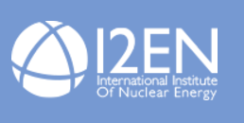 I2EN
International Institute
Of Nuclear Energy